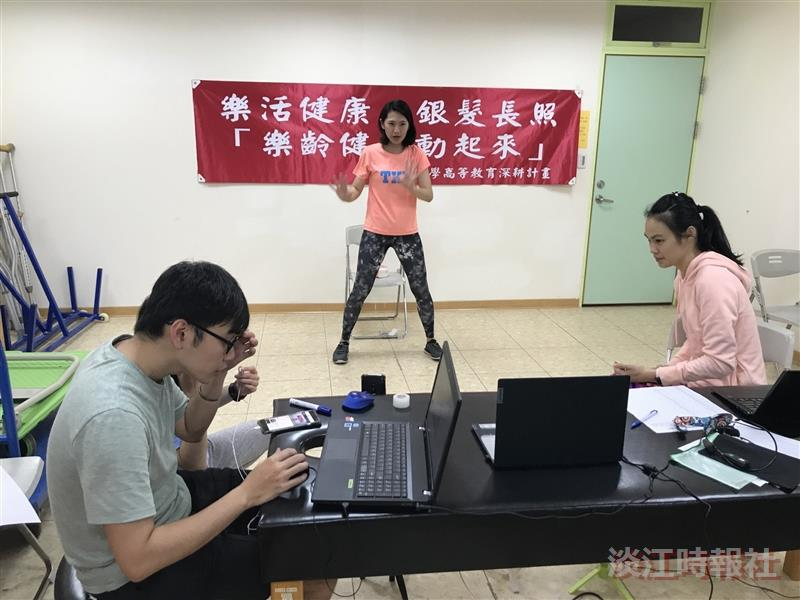 樂活健康 銀髮長照
「樂齡健 動起來」
學高等教育深耕計畫
TK
淡江時報社